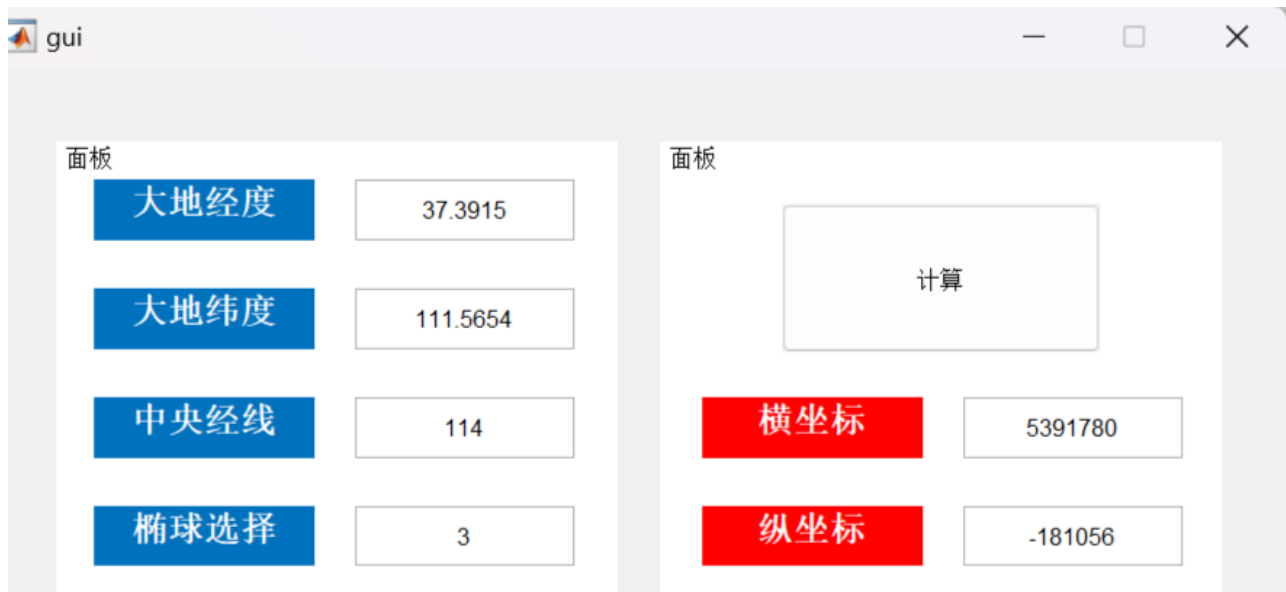 gui
面板
大地经度
37.3915
大地纬度
111.5654
中央经线
114
椭球选择
3
面板
计算
横坐标
5391780
纵坐标
-181056